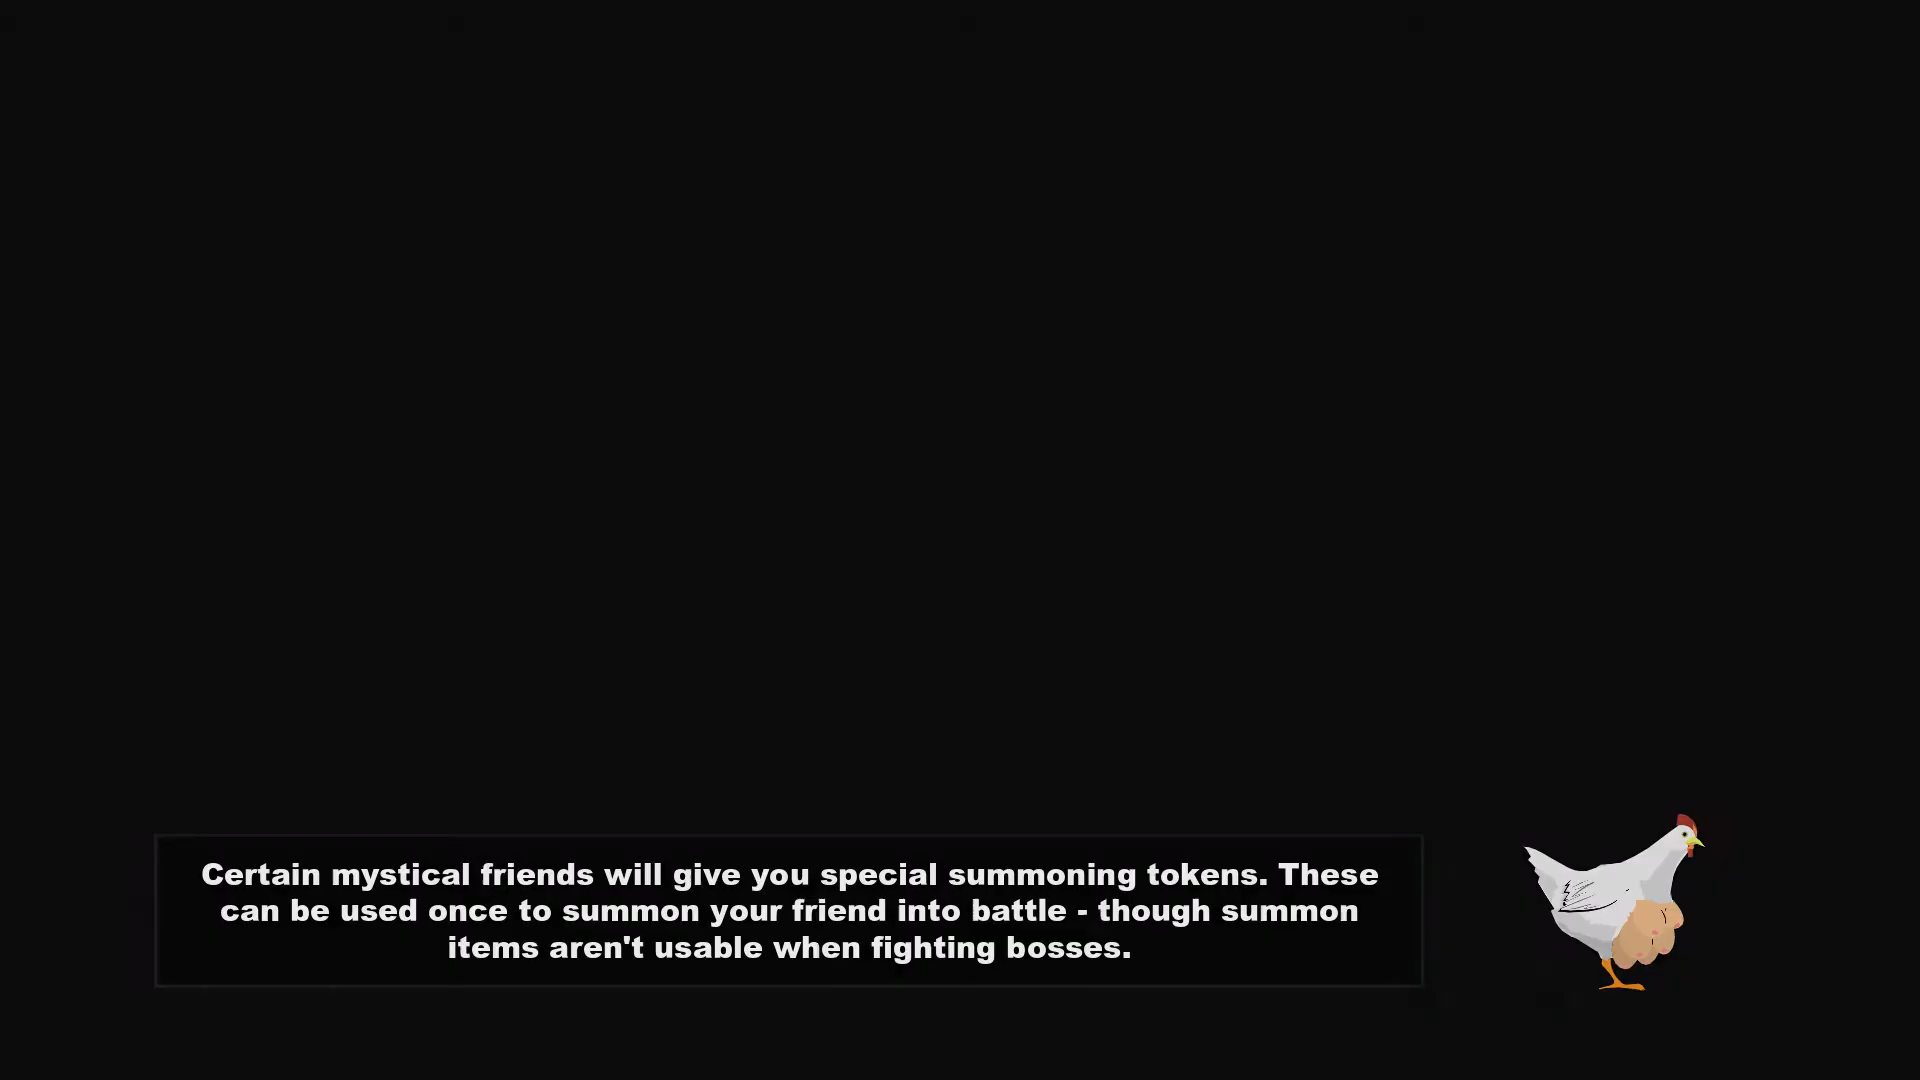 Certain mystical friends will give you special summoning tokens. These
can be used once to summon your friend into battle - though summon
items aren't usable when fighting bosses.